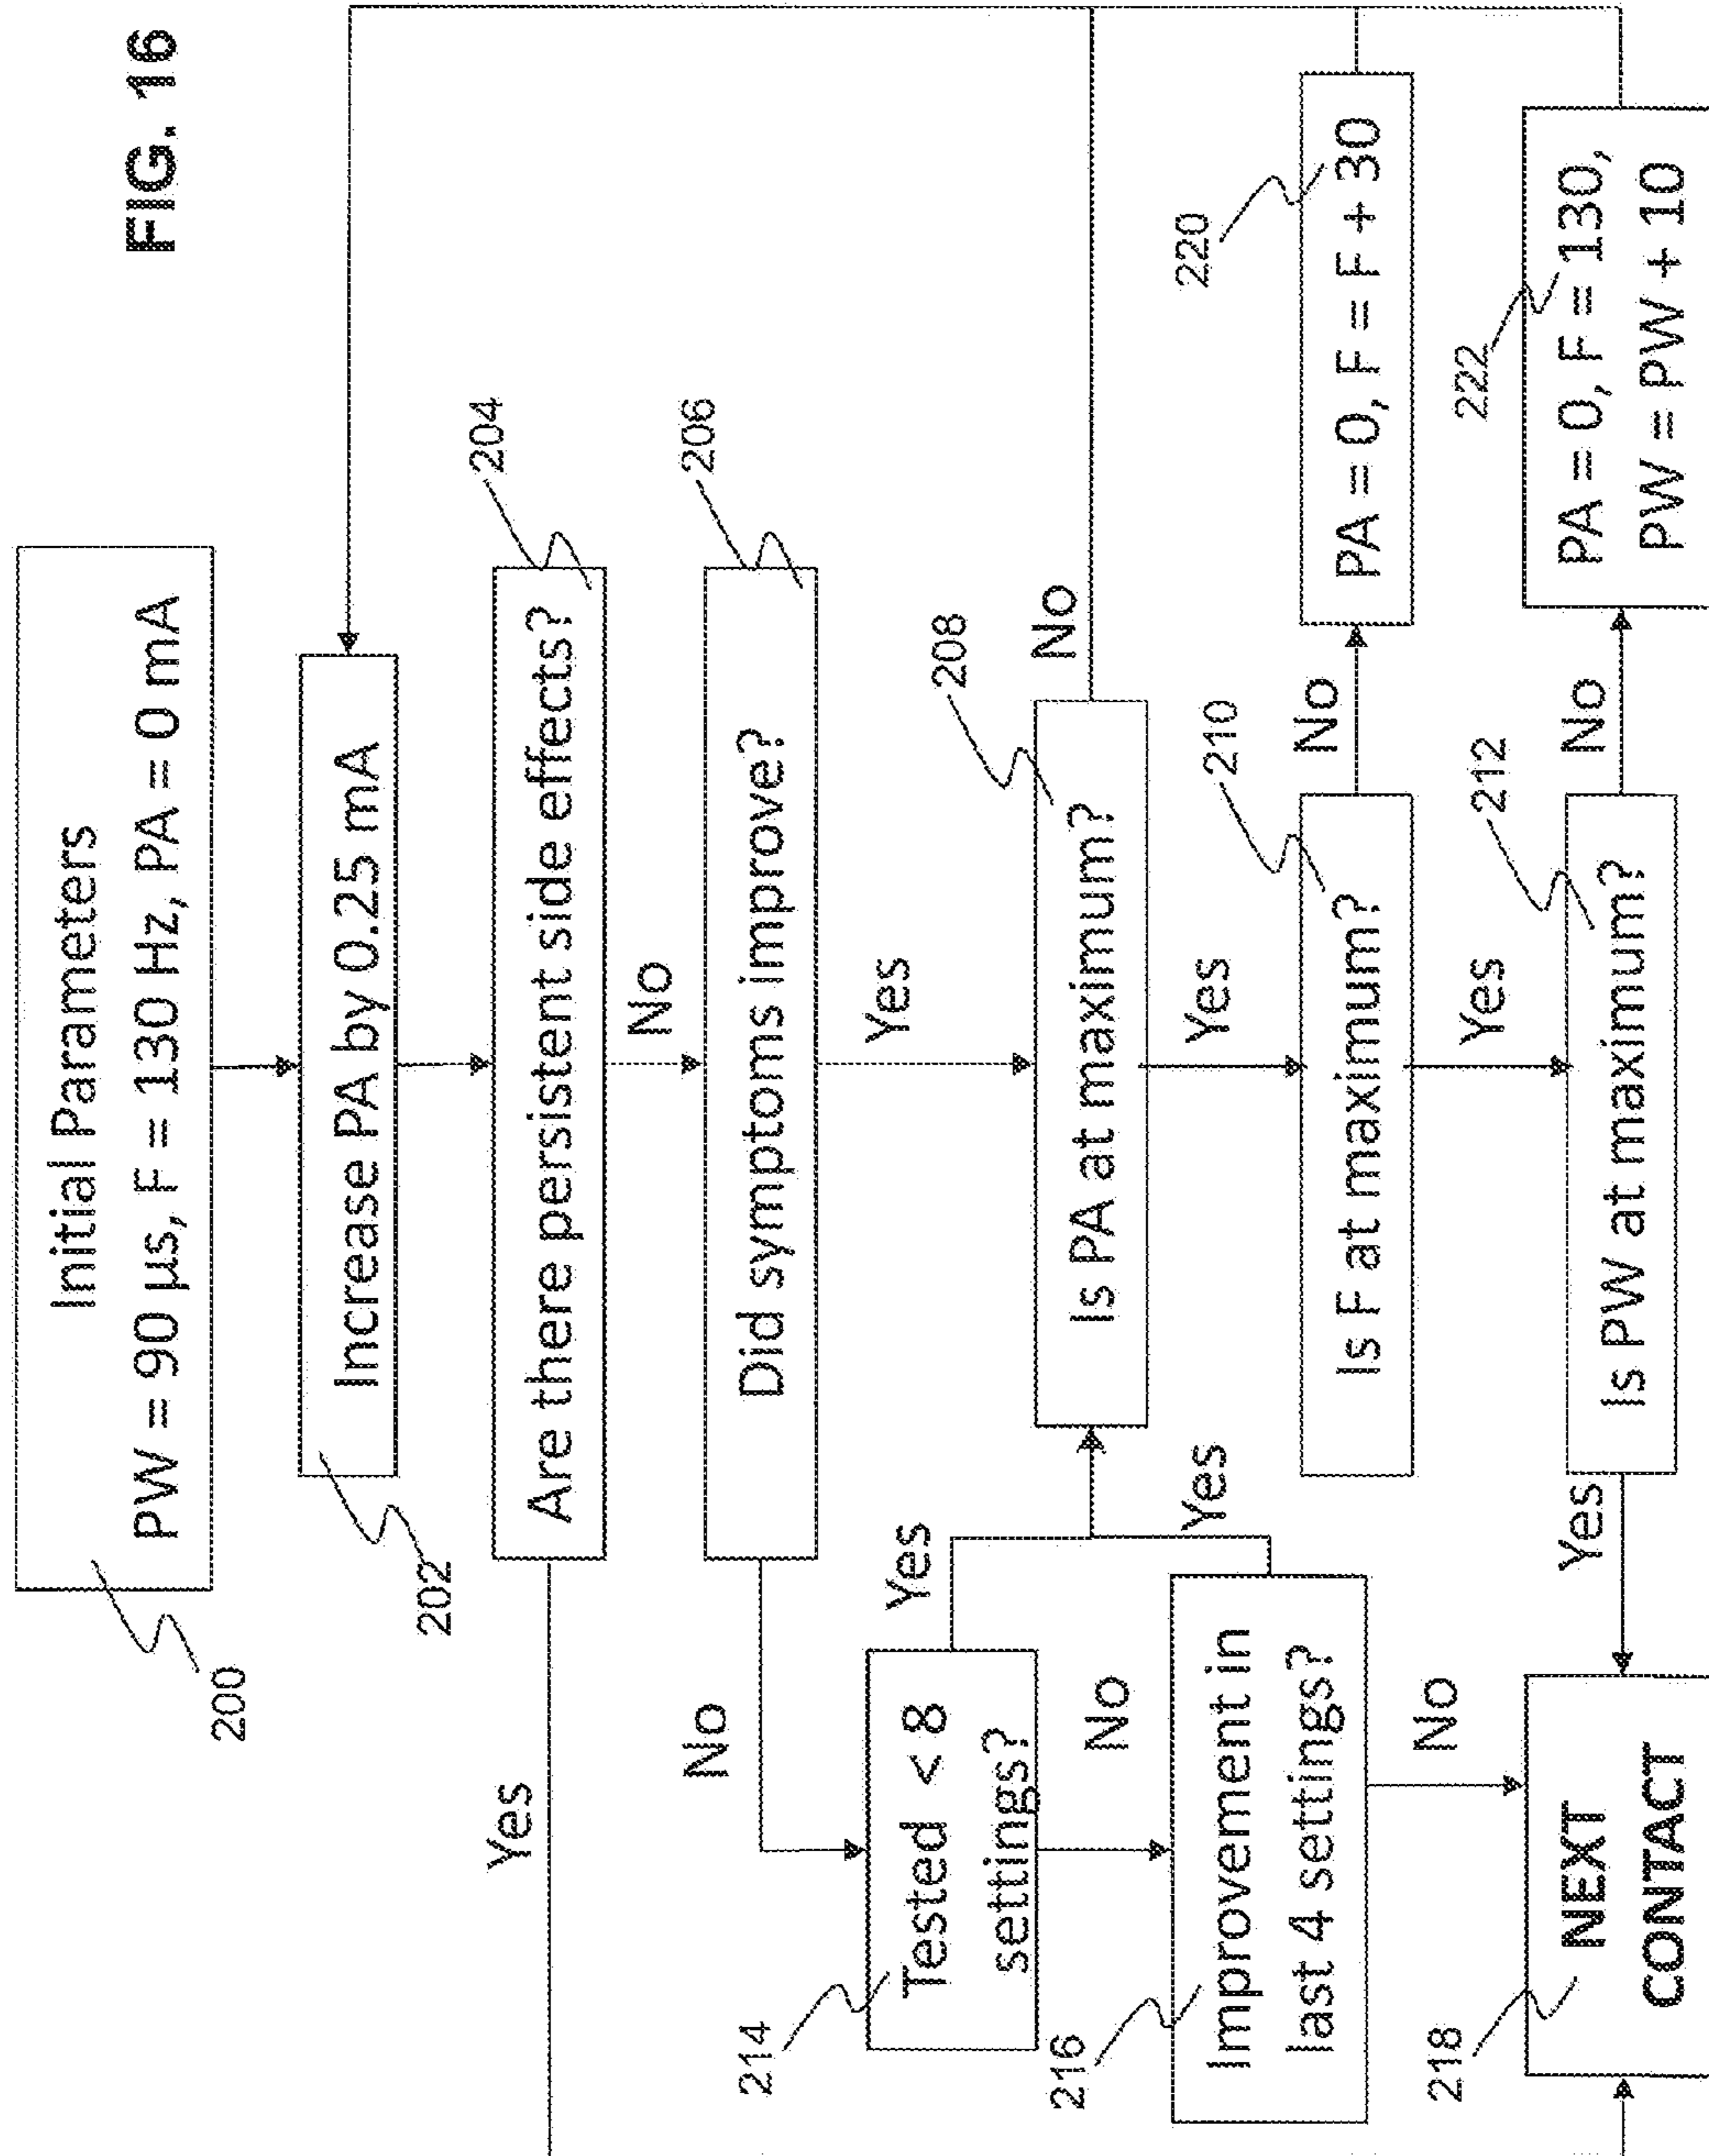 FIG. 16
Initial Parameters
PW = 90 µs, F = 130 Hz, PA = 0 mA
200
Increase PA by 0.25 mA
202
Are there persistent side effects?
204
Yes
No
Did symptoms improve?
206
No
Yes
Tested < 8
settings?
214
Yes
No
Is PA at maximum?
208
No
Yes
Improvement in
last 4 settings?
216
Yes
No
Is F at maximum?
210
No
Yes
PA = 0, F = F + 30
220
Is PW at maximum?
212
Yes
No
PA = 0, F = 130,
PW = PW + 10
222
NEXT
CONTACT
218